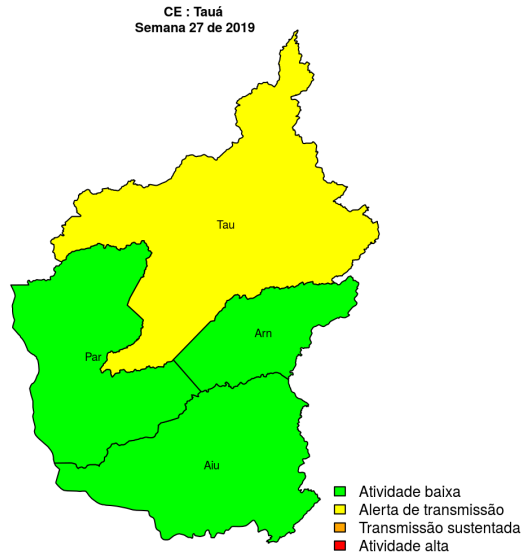 CE : Tauá
Semana 27 de 2019
Tau
Arn
Par
Aiu
Atividade baixa
Alerta de transmissão
Transmissão sustentada
Atividade alta